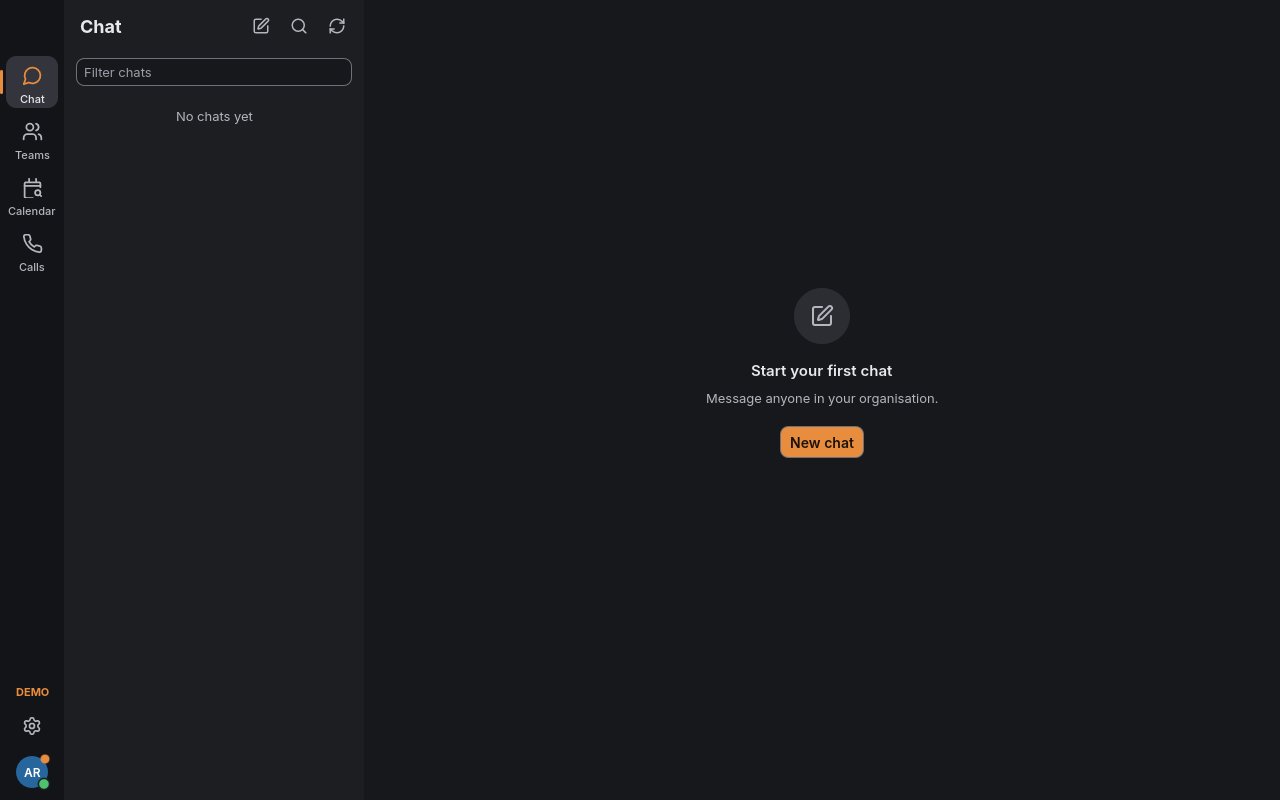 Chat
Filter chats
No chats yet
Chat
Teams
Calendar
Calls
Start your first chat
Message anyone in your organisation.
New chat
DEMO
AR